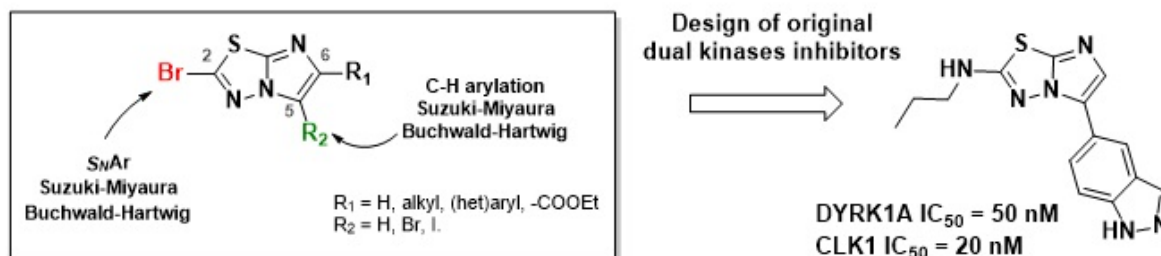 2
S
N
6
Br
R₁
N
N
5
R₂
C-H arylation
Suzuki-Miyaura
Buchwald-Hartwig
SNAr
Suzuki-Miyaura
Buchwald-Hartwig
R₁ = H, alkyl, (het)aryl, -COOEt
R₂ = H, Br, I.
Design of original
dual kinases inhibitors
S
N
HN
N
N
HN
N
DYRK1A IC₅₀ = 50 nM
CLK1 IC₅₀ = 20 nM